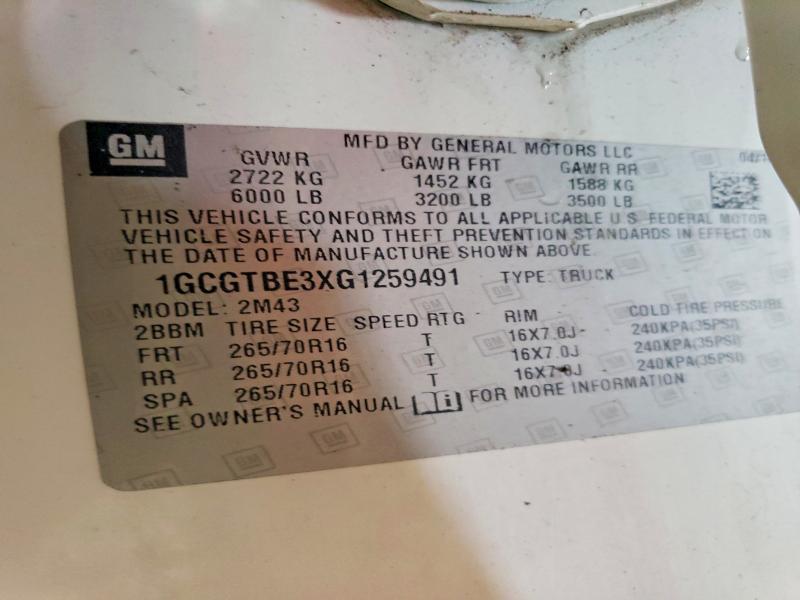 GM
MFD BY GENERAL MOTORS LLC
GVWR GAWR FRT GAWR RR
2722 KG 1452 KG 1588 KG
6000 LB 3200 LB 3500 LB
THIS VEHICLE CONFORMS TO ALL APPLICABLE U.S. FEDERAL MOTOR
VEHICLE SAFETY AND THEFT PREVENTION STANDARDS IN EFFECT ON
THE DATE OF MANUFACTURE SHOWN ABOVE.
1GCGTBE3XG1259491 TYPE: TRUCK
MODEL: 2M43
2BBM TIRE SIZE SPEED RTG RIM COLD TIRE PRESSURE
FRT 265/70R16 T 16X7.0J 240KPA(35PSI)
RR 265/70R16 T 16X7.0J 240KPA(35PSI)
SPA 265/70R16 T 16X7.0J 240KPA(35PSI)
SEE OWNER'S MANUAL FOR MORE INFORMATION